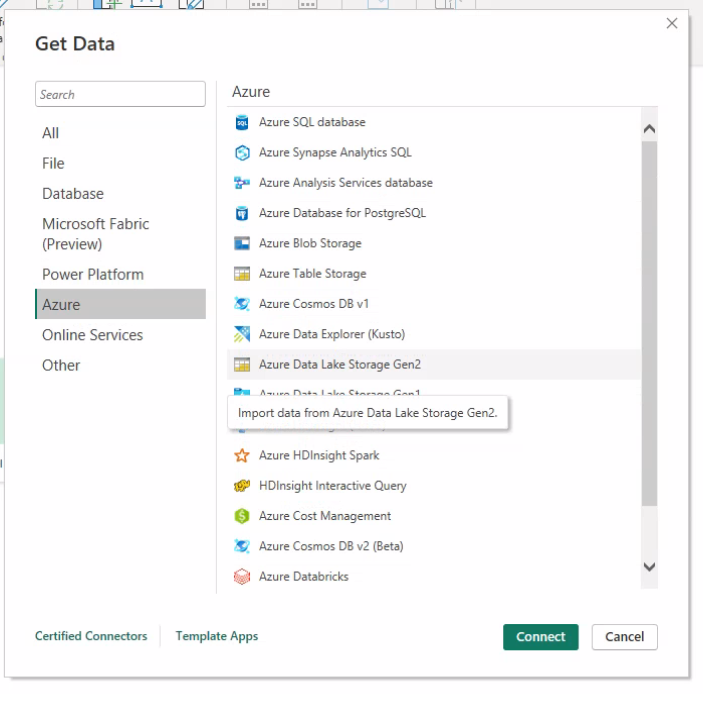 Get Data
Search
All
File
Database
Microsoft Fabric
(Preview)
Power Platform
Azure
Online Services
Other
Azure
Azure SQL database
Azure Synapse Analytics SQL
Azure Analysis Services database
Azure Database for PostgreSQL
Azure Blob Storage
Azure Table Storage
Azure Cosmos DB v1
Azure Data Explorer (Kusto)
Azure Data Lake Storage Gen2
Azure Data Lake Storage Gen1
Import data from Azure Data Lake Storage Gen2.
Azure HDInsight Spark
HDInsight Interactive Query
Azure Cost Management
Azure Cosmos DB v2 (Beta)
Azure Databricks
Certified Connectors
Template Apps
Connect
Cancel